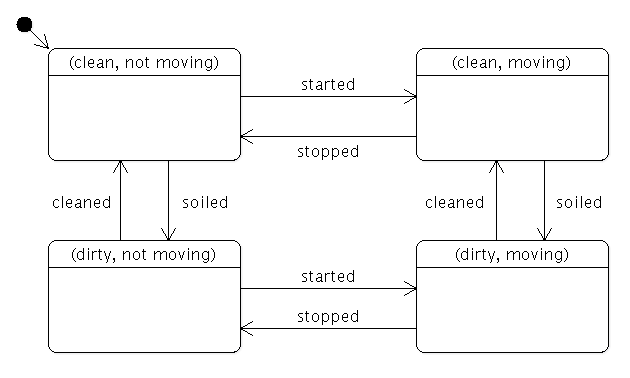 (clean, not moving)
(clean, moving)
started
stopped
cleaned
soiled
cleaned
soiled
(dirty, not moving)
(dirty, moving)
started
stopped